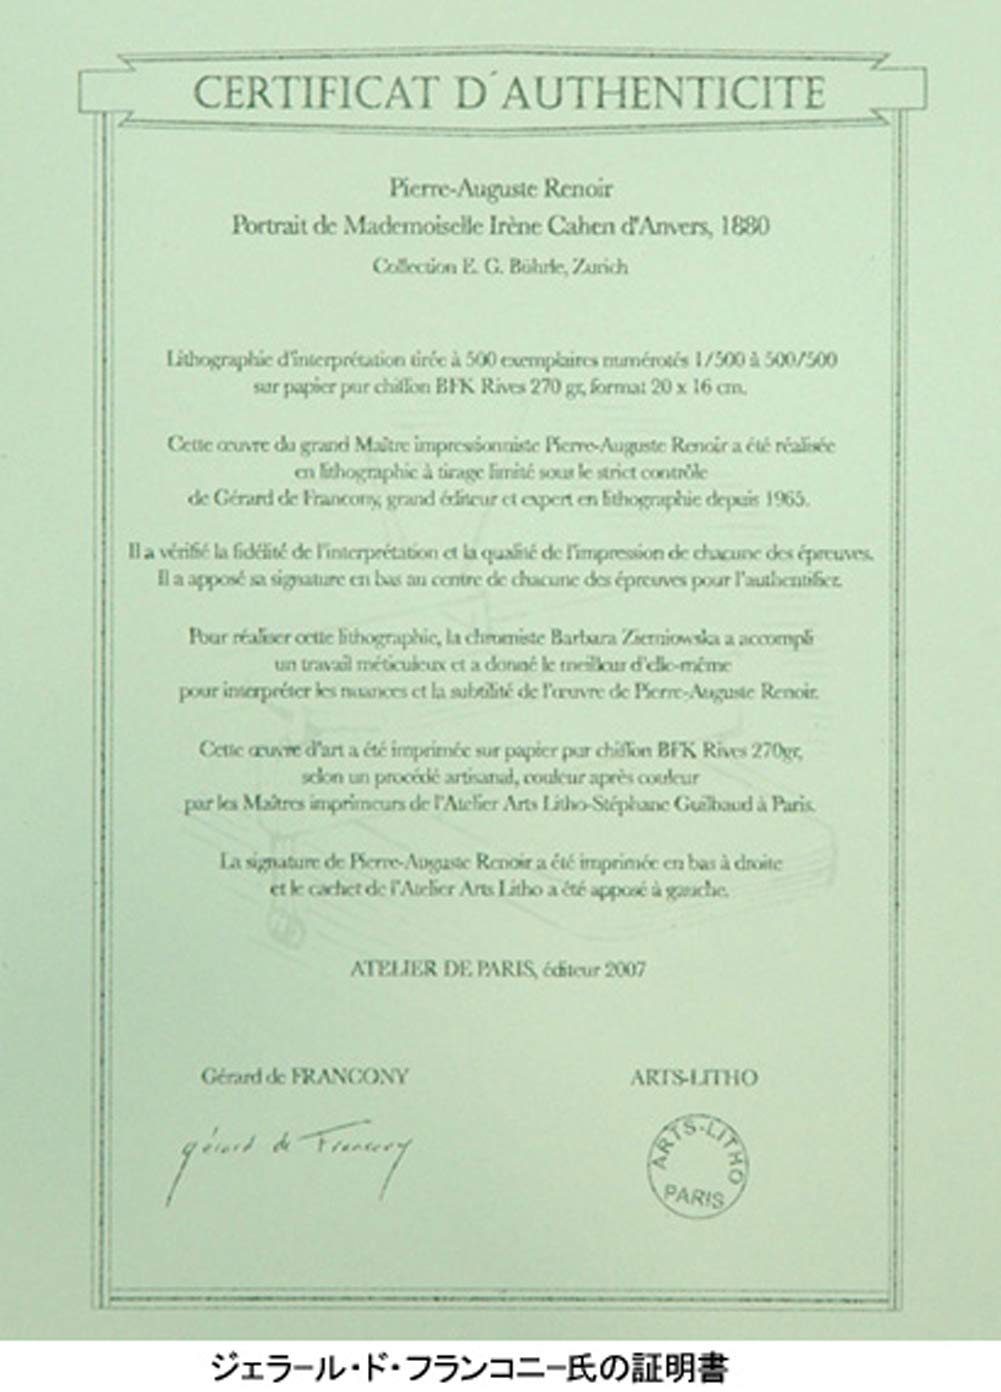 CERTIFICAT D´AUTHENTICITE
Pierre-Auguste Renoir
Portrait de Mademoiselle Irène Cahen d'Anvers, 1880
Collection E. G. Bührle, Zurich
Lithographie d'interprétation tirée à 500 exemplaires numérotés 1/500 à 500/500
sur papier pur chiffon BFK Rives 270 gr, format 20 x 16 cm.
Cette œuvre du grand Maître impressionniste Pierre-Auguste Renoir a été réalisée
en lithographie à tirage limité sous le strict contrôle
de Gérard de Francony, grand éditeur et expert en lithographie depuis 1965.
Il a vérifié la fidélité de l'interprétation et la qualité de l'impression de chacune des épreuves.
Il a apposé sa signature en bas au centre de chacune des épreuves pour l'authentifier.
Pour réaliser cette lithographie, la chromiste Barbara Zierniowska a accompli
un travail méticuleux et a donné le meilleur d'elle-même
pour interpréter les nuances et la subtilité de l'œuvre de Pierre-Auguste Renoir.
Cette œuvre d'art a été imprimée sur papier pur chiffon BFK Rives 270gr,
selon un procédé artisanal, couleur après couleur
par les Maîtres imprimeurs de l'Atelier Arts Litho-Stéphane Guilbaud à Paris.
La signature de Pierre-Auguste Renoir a été imprimée en bas à droite
et le cachet de l'Atelier Arts Litho a été apposé à gauche.
ATELIER DE PARIS, éditeur 2007
Gérard de FRANCONY
ARTS-LITHO
gérard de Francony
ARTS-LITHO
PARIS
ジェラール・ド・フランコニー氏の証明書